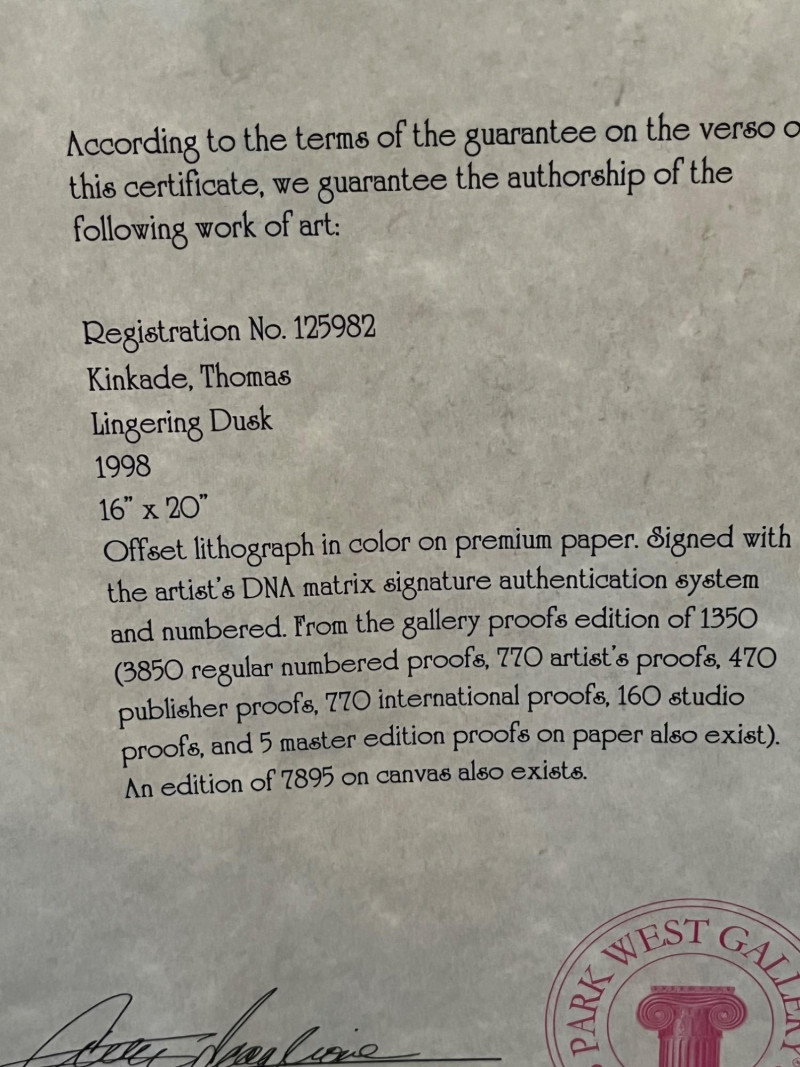 According to the terms of the guarantee on the verso o
this certificate, we guarantee the authorship of the
following work of art:
Registration No. 125982
Kinkade, Thomas
Lingering Dusk
1998
16” x 20”
Offset lithograph in color on premium paper. Signed with
the artist's DNA matrix signature authentication system
and numbered. From the gallery proofs edition of 1350
(3850 regular numbered proofs, 770 artist's proofs, 470
publisher proofs, 770 international proofs, 160 studio
proofs, and 5 master edition proofs on paper also exist).
An edition of 7895 on canvas also exists.
PARK WEST GALLERY